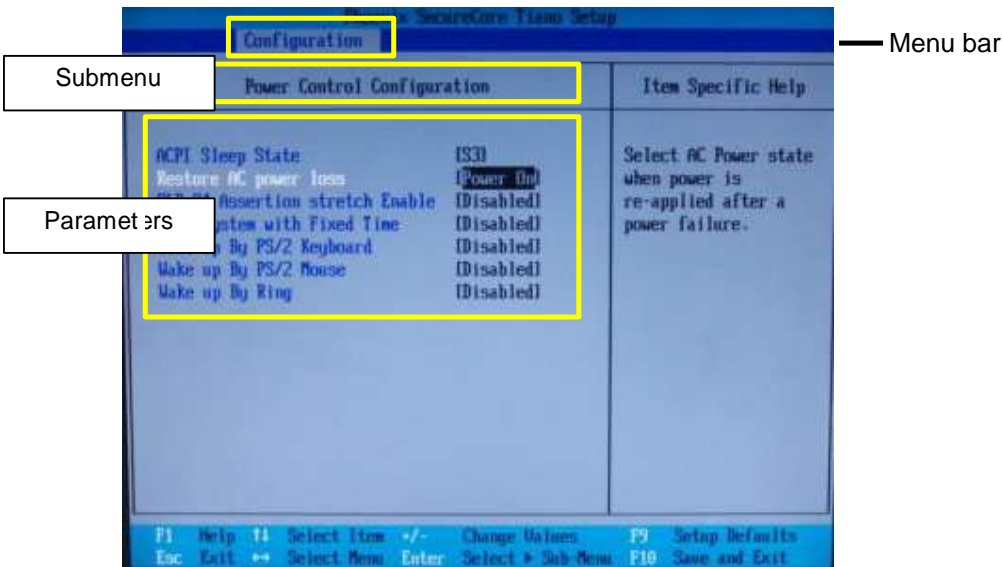 Phoenix SecureCore Tiano Setup
Configuration
Menu bar
Submenu
Power Control Configuration
Item Specific Help
ACPI Sleep State [S3]
Restore AC power loss [Power On]
Assertion stretch Enable [Disabled]
with Fixed Time [Disabled]
By PS/2 Keyboard [Disabled]
Wake up By PS/2 Mouse [Disabled]
Wake up By Ring [Disabled]
Parameters
Select AC Power state
when power is
re-applied after a
power failure.
F1 Help ↑↓ Select Item -/- Change Values F9 Setup Defaults
Esc Exit ↔ Select Menu Enter Select ▶ Sub-Menu F10 Save and Exit